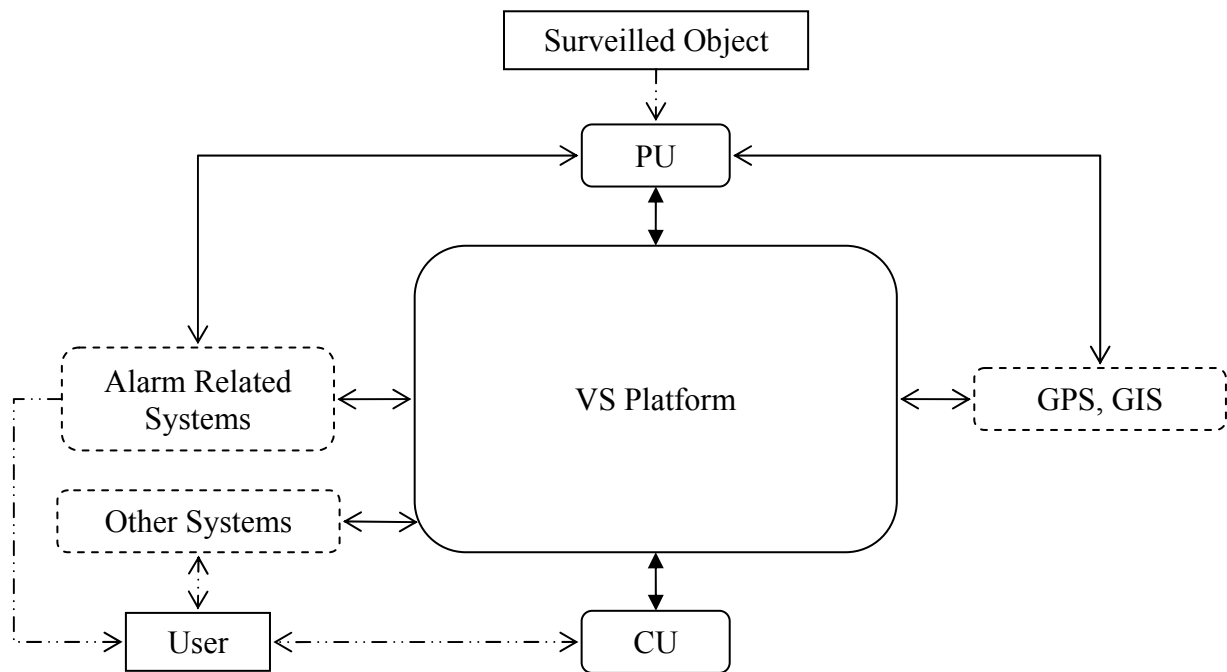 Surveilled Object
PU
Alarm Related
Systems
VS Platform
GPS, GIS
Other Systems
User
CU